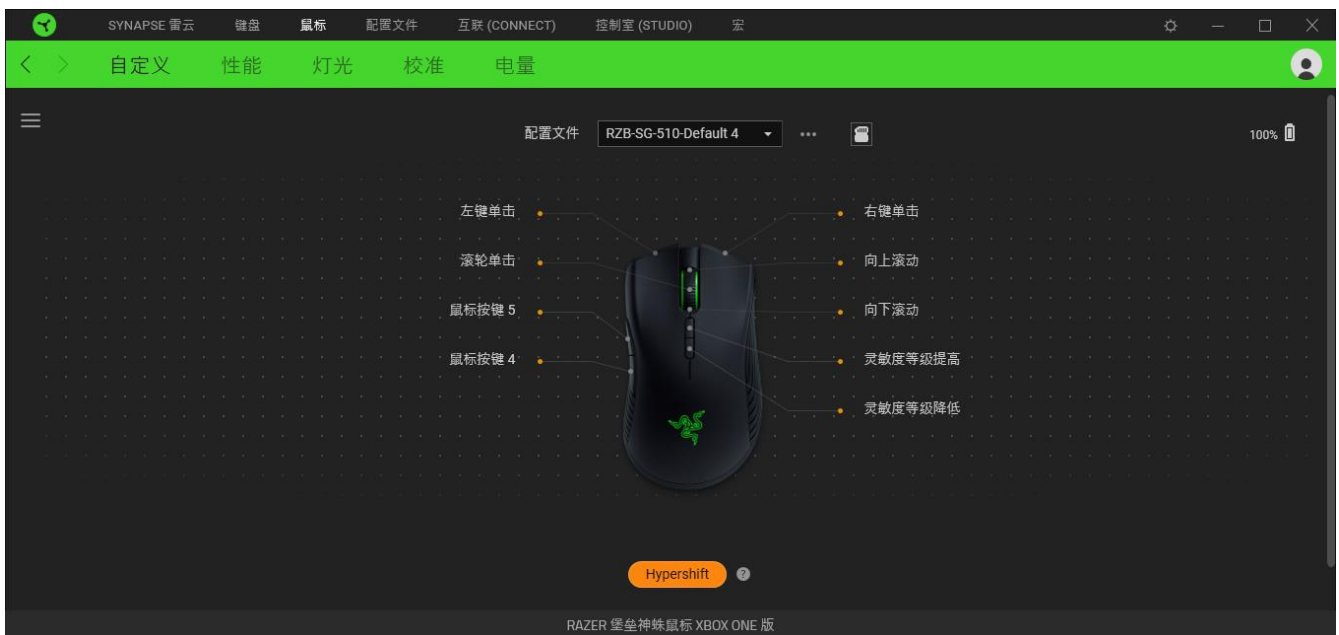 SYNAPSE 雷云 键盘 鼠标 配置文件 互联 (CONNECT) 控制室 (STUDIO) 宏
自定义 性能 灯光 校准 电量
配置文件 RZB-SG-510-Default 4 100%
左键单击 右键单击
滚轮单击 向上滚动
鼠标按键 5 向下滚动
鼠标按键 4 灵敏度等级提高
灵敏度等级降低
Hypershift ?
RAZER 堡垒神蛛鼠标 XBOX ONE 版